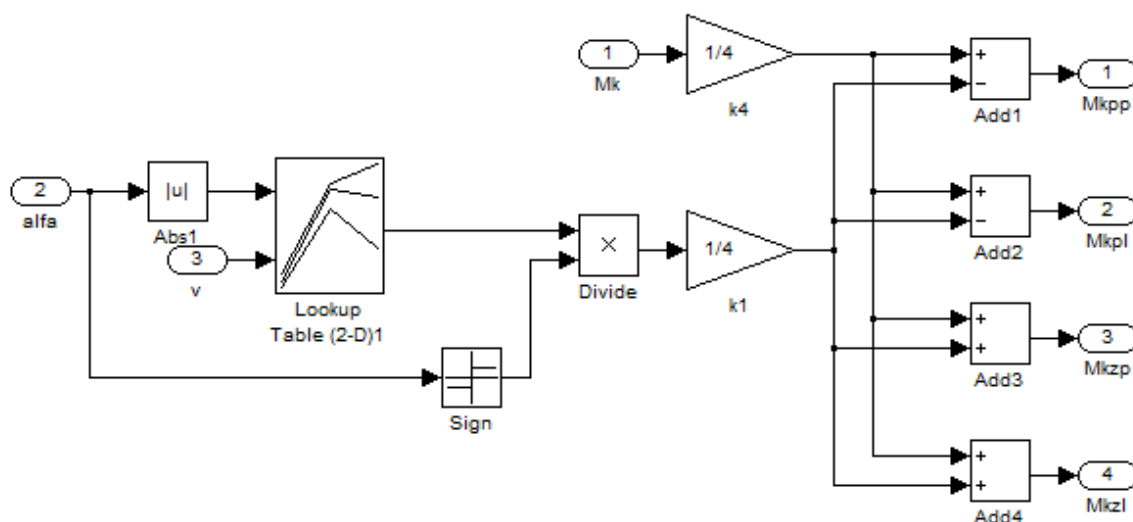 1
Mk
1/4
k4
+
−
Add1
1
Mkpp
2
alfa
|u|
Abs1
3
v
Lookup
Table (2-D)1
Sign
×
Divide
1/4
k1
+
−
Add2
2
Mkpl
+
+
Add3
3
Mkzp
+
+
Add4
4
Mkzl